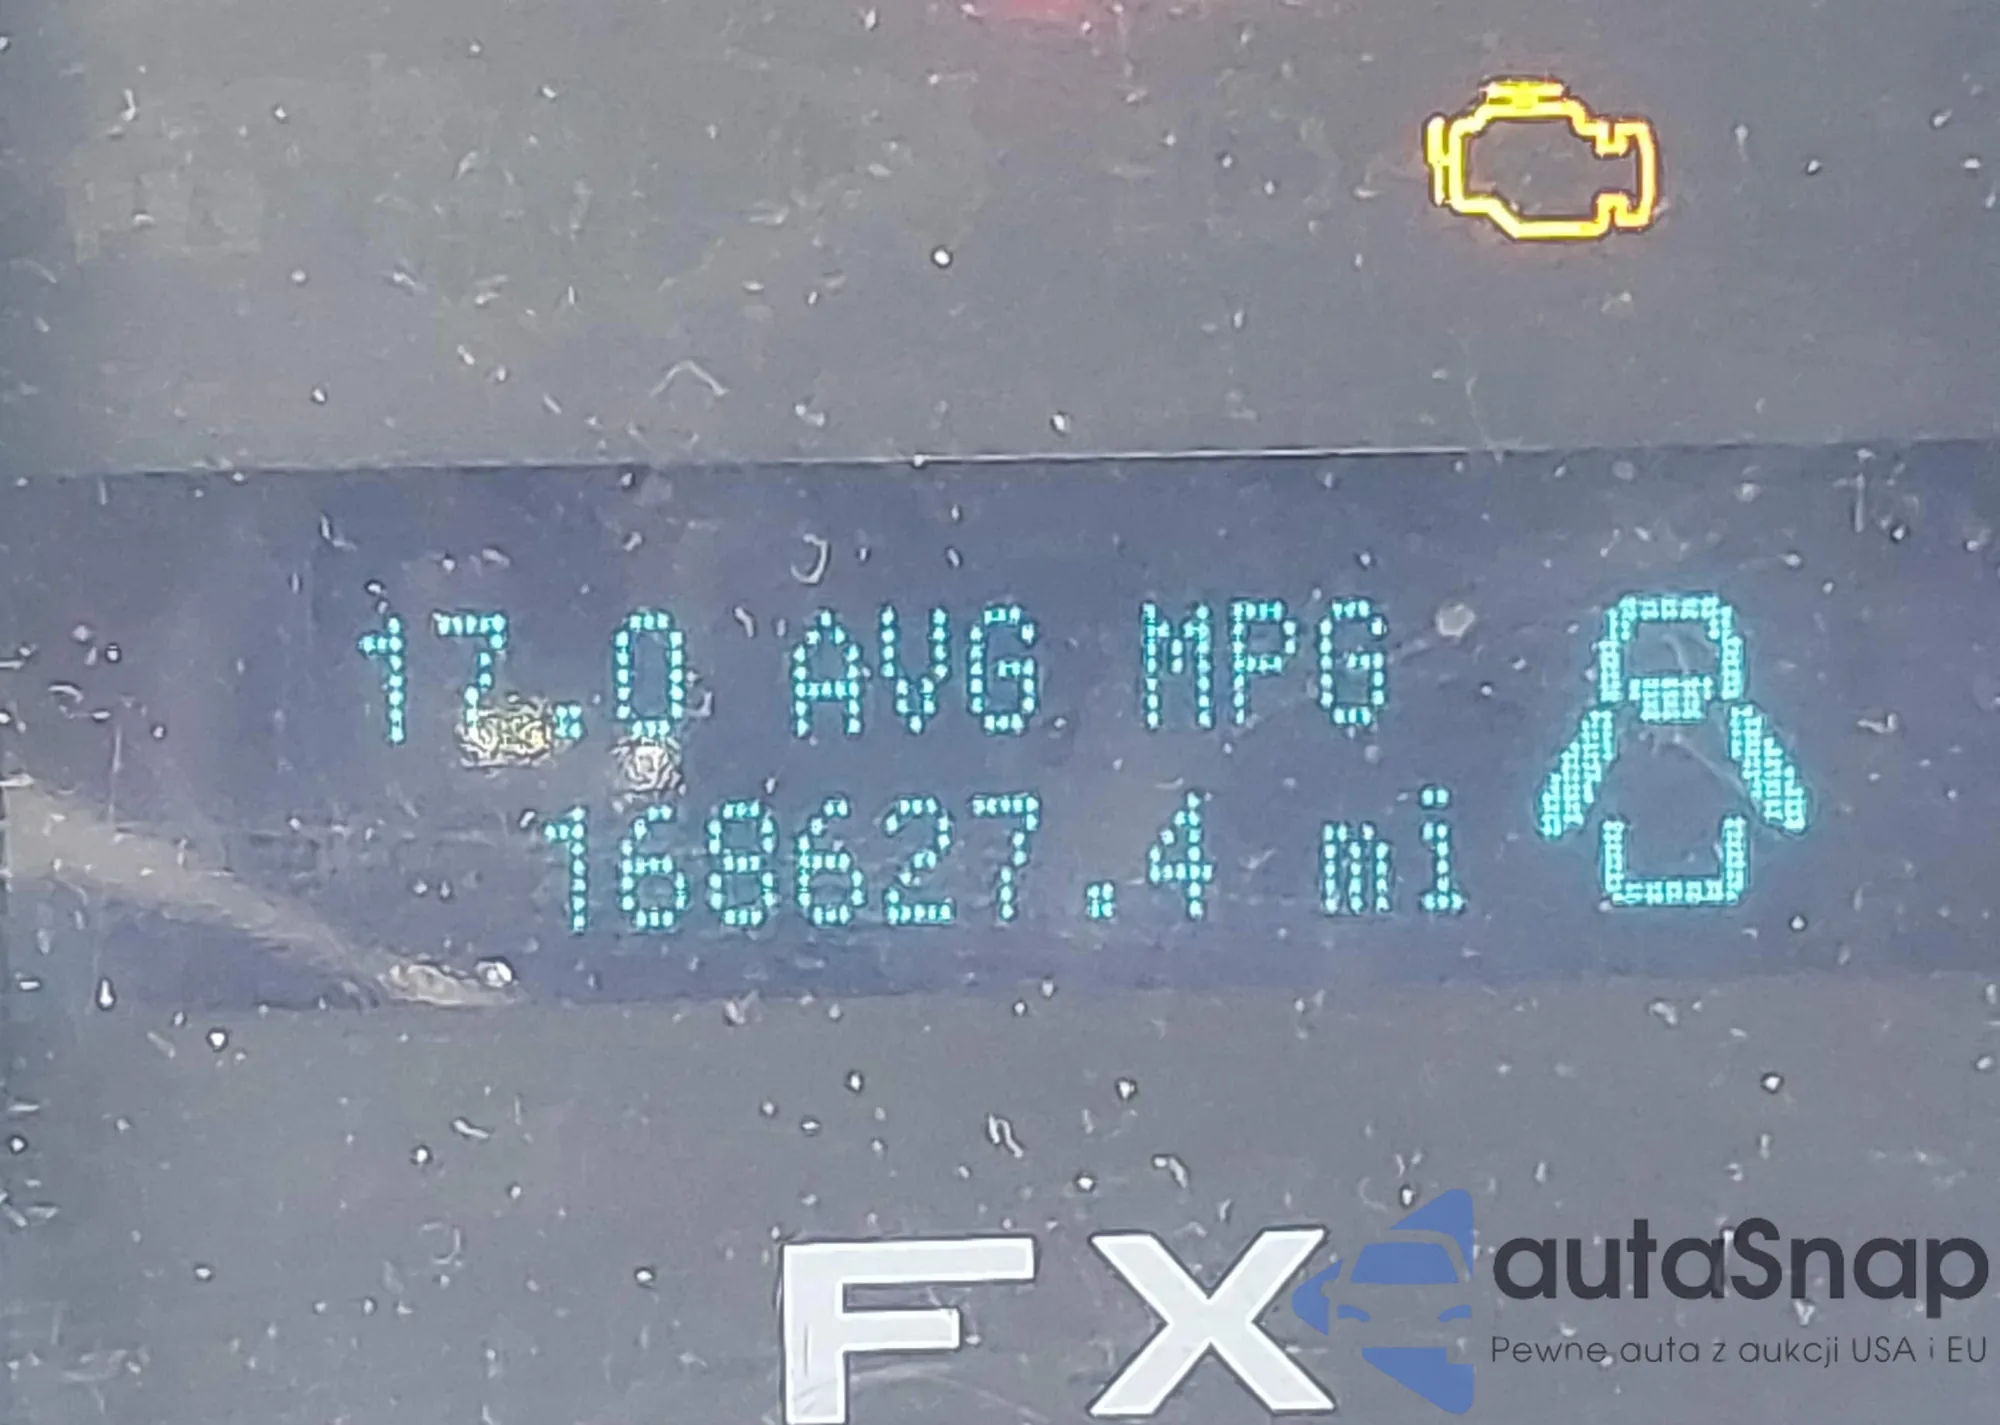 17.0 AVG MPG
168627.4 mi
FX
autaSnap
Pewne auta z aukcji USA i EU